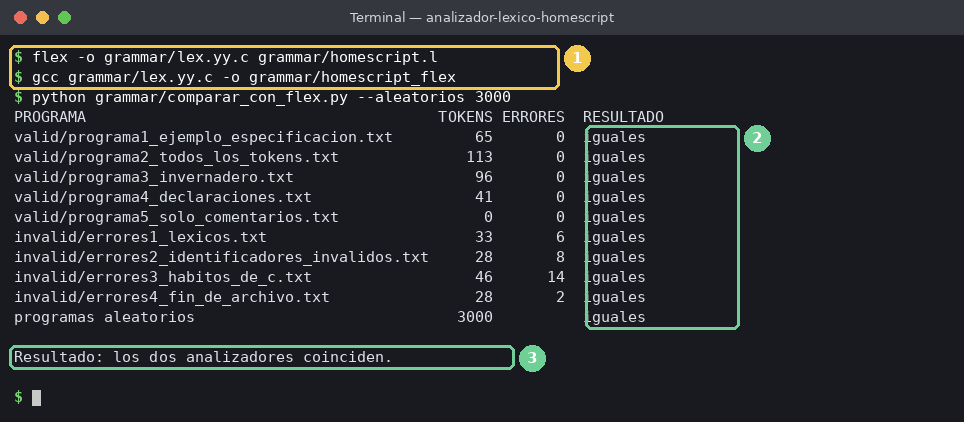 Terminal — analizador-lexico-homescript
$ flex -o grammar/lex.yy.c grammar/homescript.l
1
$ gcc grammar/lex.yy.c -o grammar/homescript_flex
$ python grammar/comparar_con_flex.py --aleatorios 3000
PROGRAMA TOKENS ERRORES RESULTADO
valid/programa1_ejemplo_especificacion.txt 65 0 iguales
2
valid/programa2_todos_los_tokens.txt 113 0 iguales
valid/programa3_invernadero.txt 96 0 iguales
valid/programa4_declaraciones.txt 41 0 iguales
valid/programa5_solo_comentarios.txt 0 0 iguales
invalid/errores1_lexicos.txt 33 6 iguales
invalid/errores2_identificadores_invalidos.txt 28 8 iguales
invalid/errores3_habitos_de_c.txt 46 14 iguales
invalid/errores4_fin_de_archivo.txt 28 2 iguales
programas aleatorios 3000 iguales
Resultado: los dos analizadores coinciden.
3
$